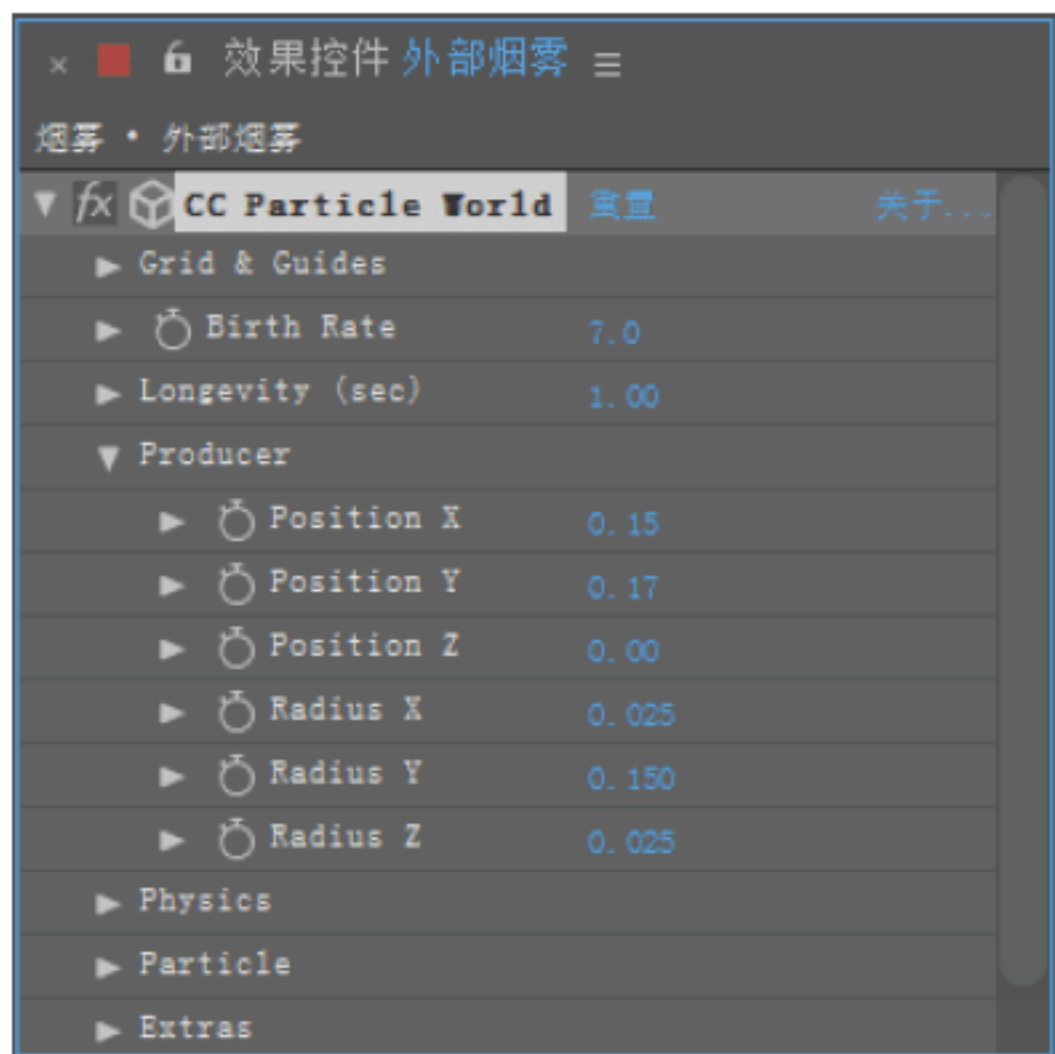 效果控件 外部烟雾
烟雾 • 外部烟雾
fx CC Particle World 重置 关于...
Grid & Guides
Birth Rate 7.0
Longevity (sec) 1.00
Producer
Position X 0.15
Position Y 0.17
Position Z 0.00
Radius X 0.025
Radius Y 0.150
Radius Z 0.025
Physics
Particle
Extras